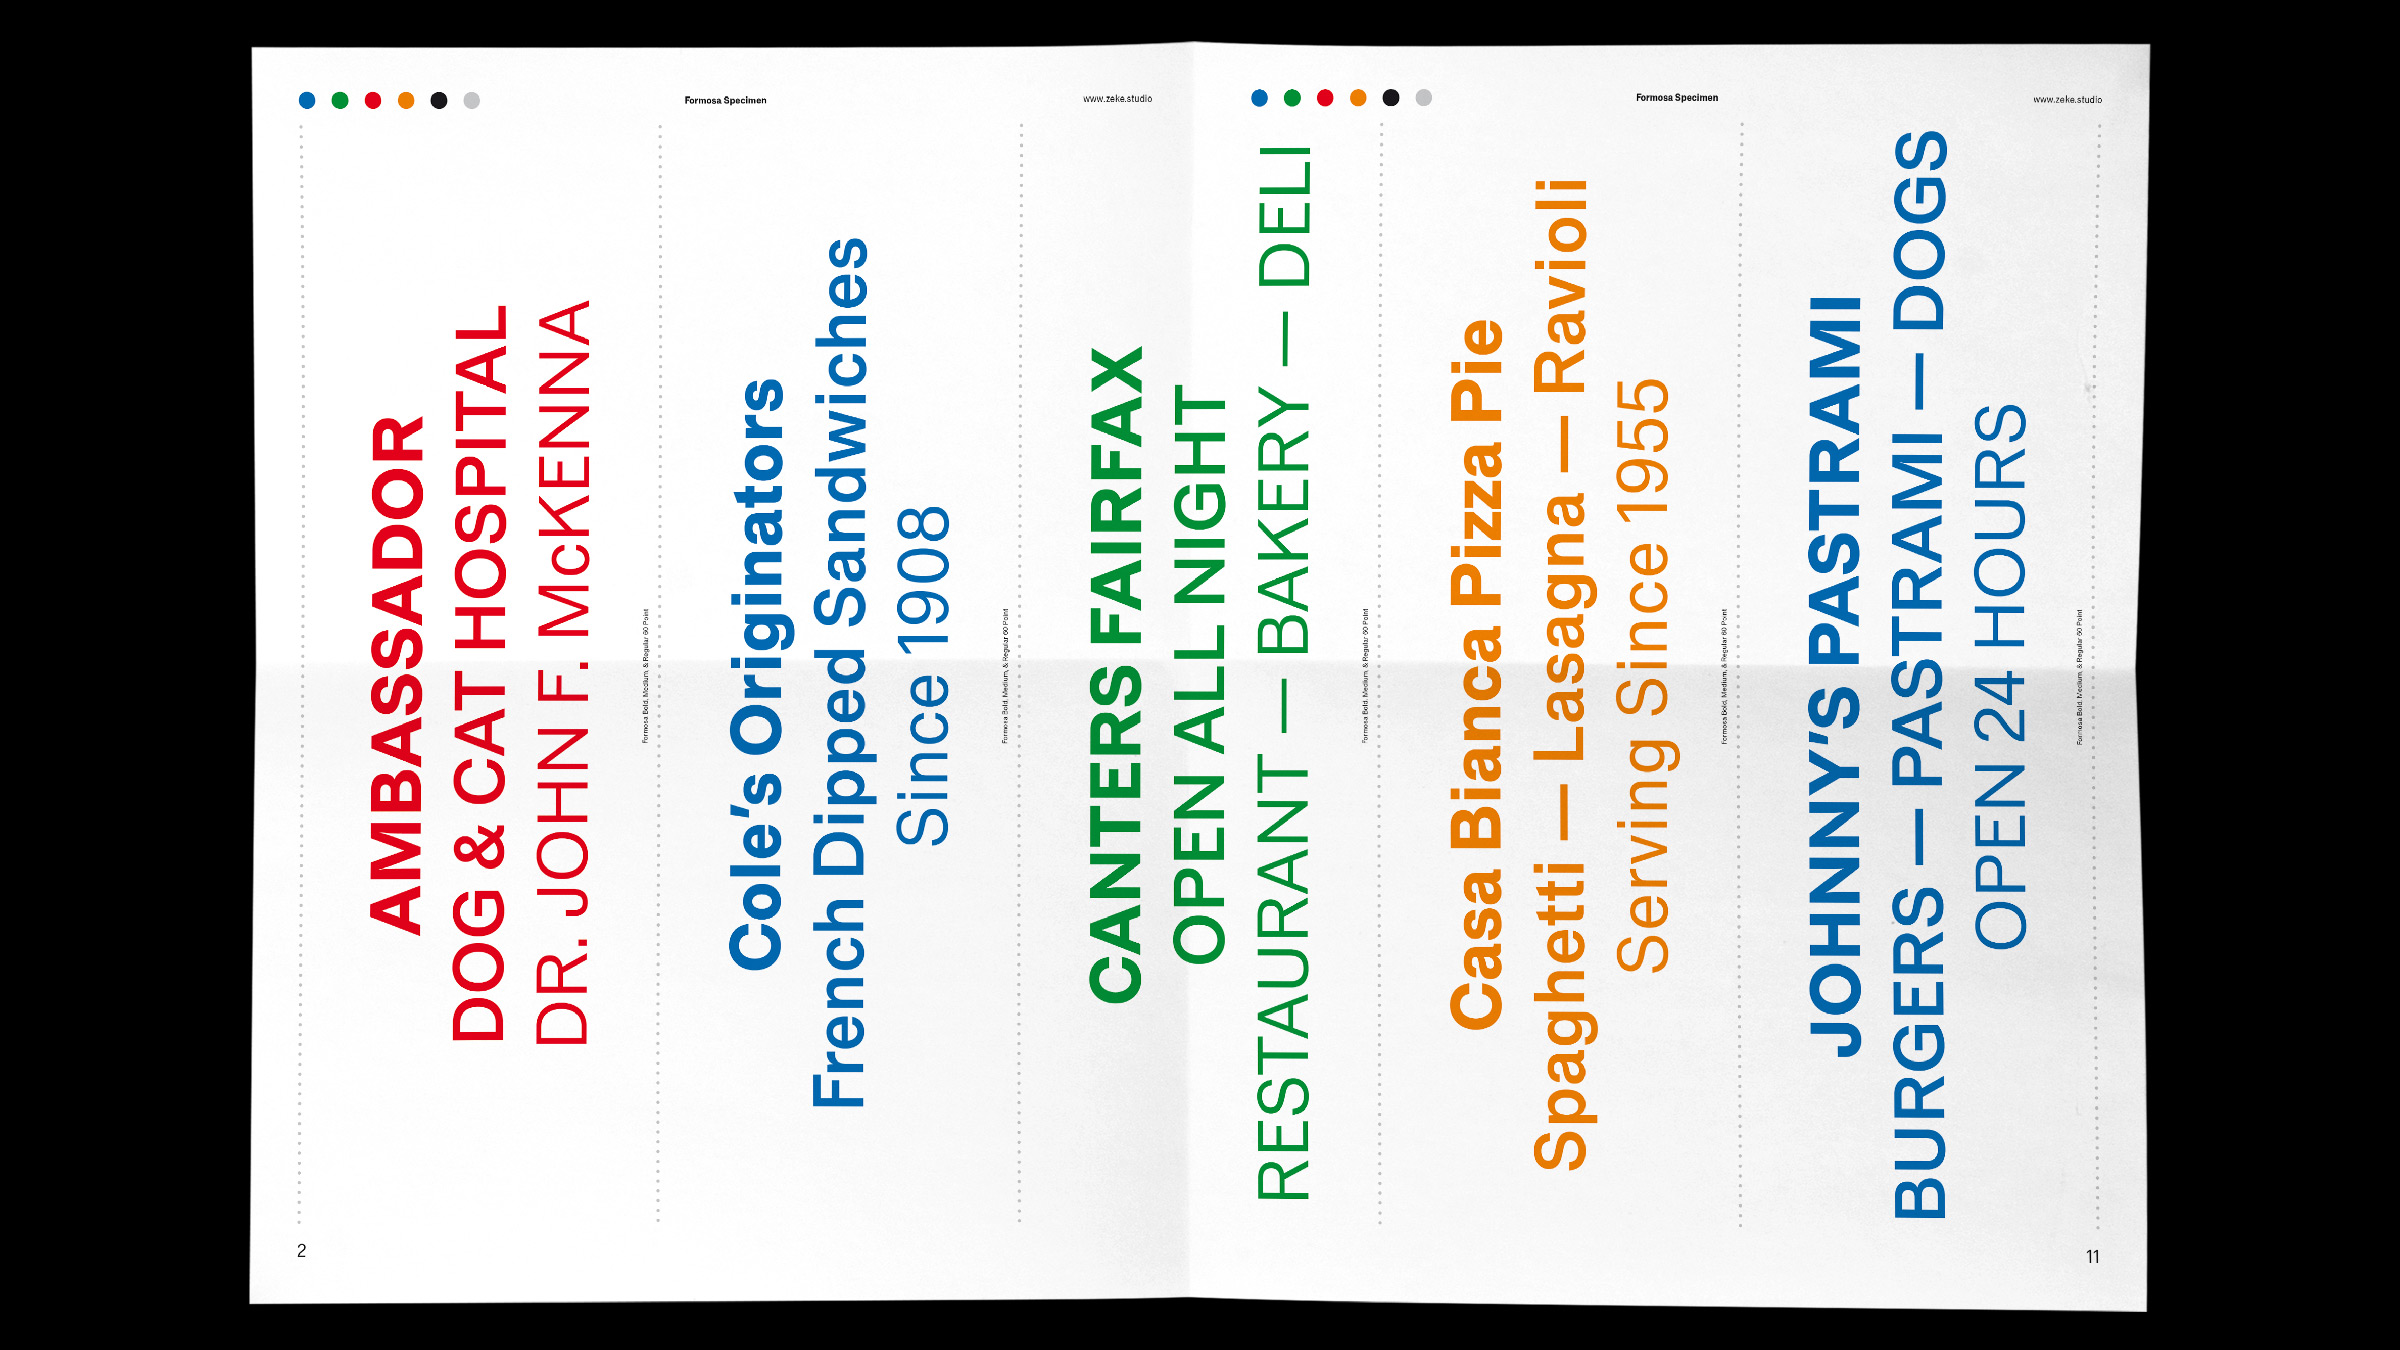 Formosa Specimen
www.zeke.studio
AMBASSADOR
DOG & CAT HOSPITAL
DR. JOHN F. McKENNA
Formosa Bold, Medium, & Regular 60 Point
Cole's Originators
French Dipped Sandwiches
Since 1908
Formosa Bold, Medium, & Regular 60 Point
CANTERS FAIRFAX
OPEN ALL NIGHT
RESTAURANT — BAKERY — DELI
Formosa Bold, Medium, & Regular 60 Point
2
Formosa Specimen
www.zeke.studio
Casa Bianca Pizza Pie
Spaghetti — Lasagna — Ravioli
Serving Since 1955
Formosa Bold, Medium, & Regular 60 Point
JOHNNY'S PASTRAMI
BURGERS — PASTRAMI — DOGS
OPEN 24 HOURS
Formosa Bold, Medium, & Regular 60 Point
11